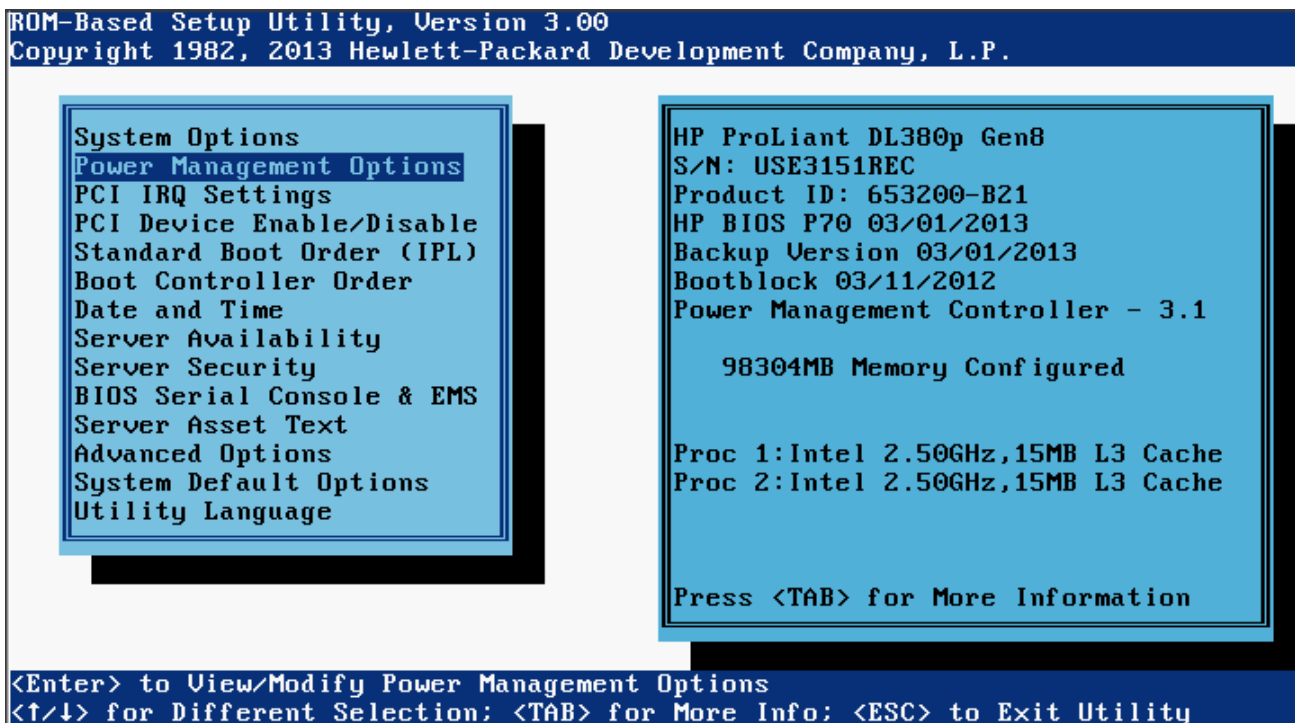 ROM-Based Setup Utility, Version 3.00
Copyright 1982, 2013 Hewlett-Packard Development Company, L.P.
System Options
Power Management Options
PCI IRQ Settings
PCI Device Enable/Disable
Standard Boot Order (IPL)
Boot Controller Order
Date and Time
Server Availability
Server Security
BIOS Serial Console & EMS
Server Asset Text
Advanced Options
System Default Options
Utility Language
HP ProLiant DL380p Gen8
S/N: USE3151REC
Product ID: 653200-B21
HP BIOS P70 03/01/2013
Backup Version 03/01/2013
Bootblock 03/11/2012
Power Management Controller - 3.1
98304MB Memory Configured
Proc 1:Intel 2.50GHz,15MB L3 Cache
Proc 2:Intel 2.50GHz,15MB L3 Cache
Press <TAB> for More Information
<Enter> to View/Modify Power Management Options
<↑/↓> for Different Selection; <TAB> for More Info; <ESC> to Exit Utility